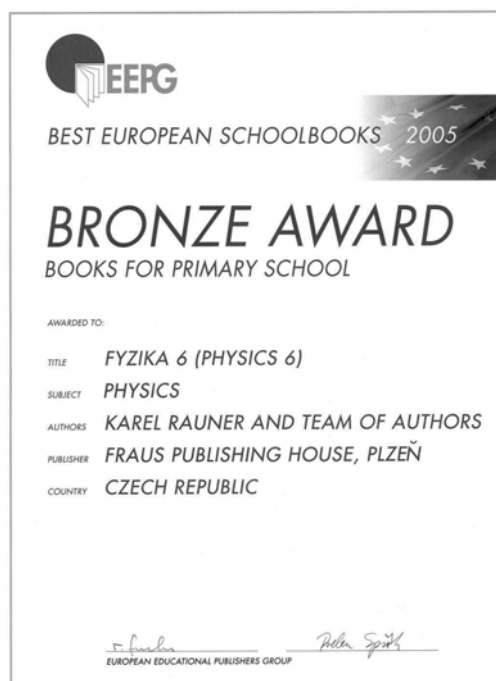 EEPG
BEST EUROPEAN SCHOOLBOOKS 2005
BRONZE AWARD
BOOKS FOR PRIMARY SCHOOL
AWARDED TO:
TITLE FYZIKA 6 (PHYSICS 6)
SUBJECT PHYSICS
AUTHORS KAREL RAUNER AND TEAM OF AUTHORS
PUBLISHER FRAUS PUBLISHING HOUSE, PLZEŇ
COUNTRY CZECH REPUBLIC
EUROPEAN EDUCATIONAL PUBLISHERS GROUP